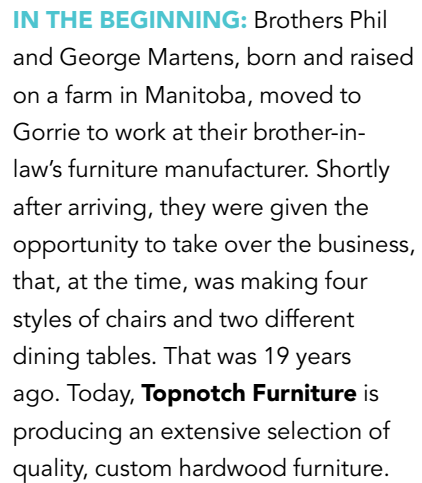 IN THE BEGINNING: Brothers Phil
and George Martens, born and raised
on a farm in Manitoba, moved to
Gorrie to work at their brother-in-
law's furniture manufacturer. Shortly
after arriving, they were given the
opportunity to take over the business,
that, at the time, was making four
styles of chairs and two different
dining tables. That was 19 years
ago. Today, Topnotch Furniture is
producing an extensive selection of
quality, custom hardwood furniture.